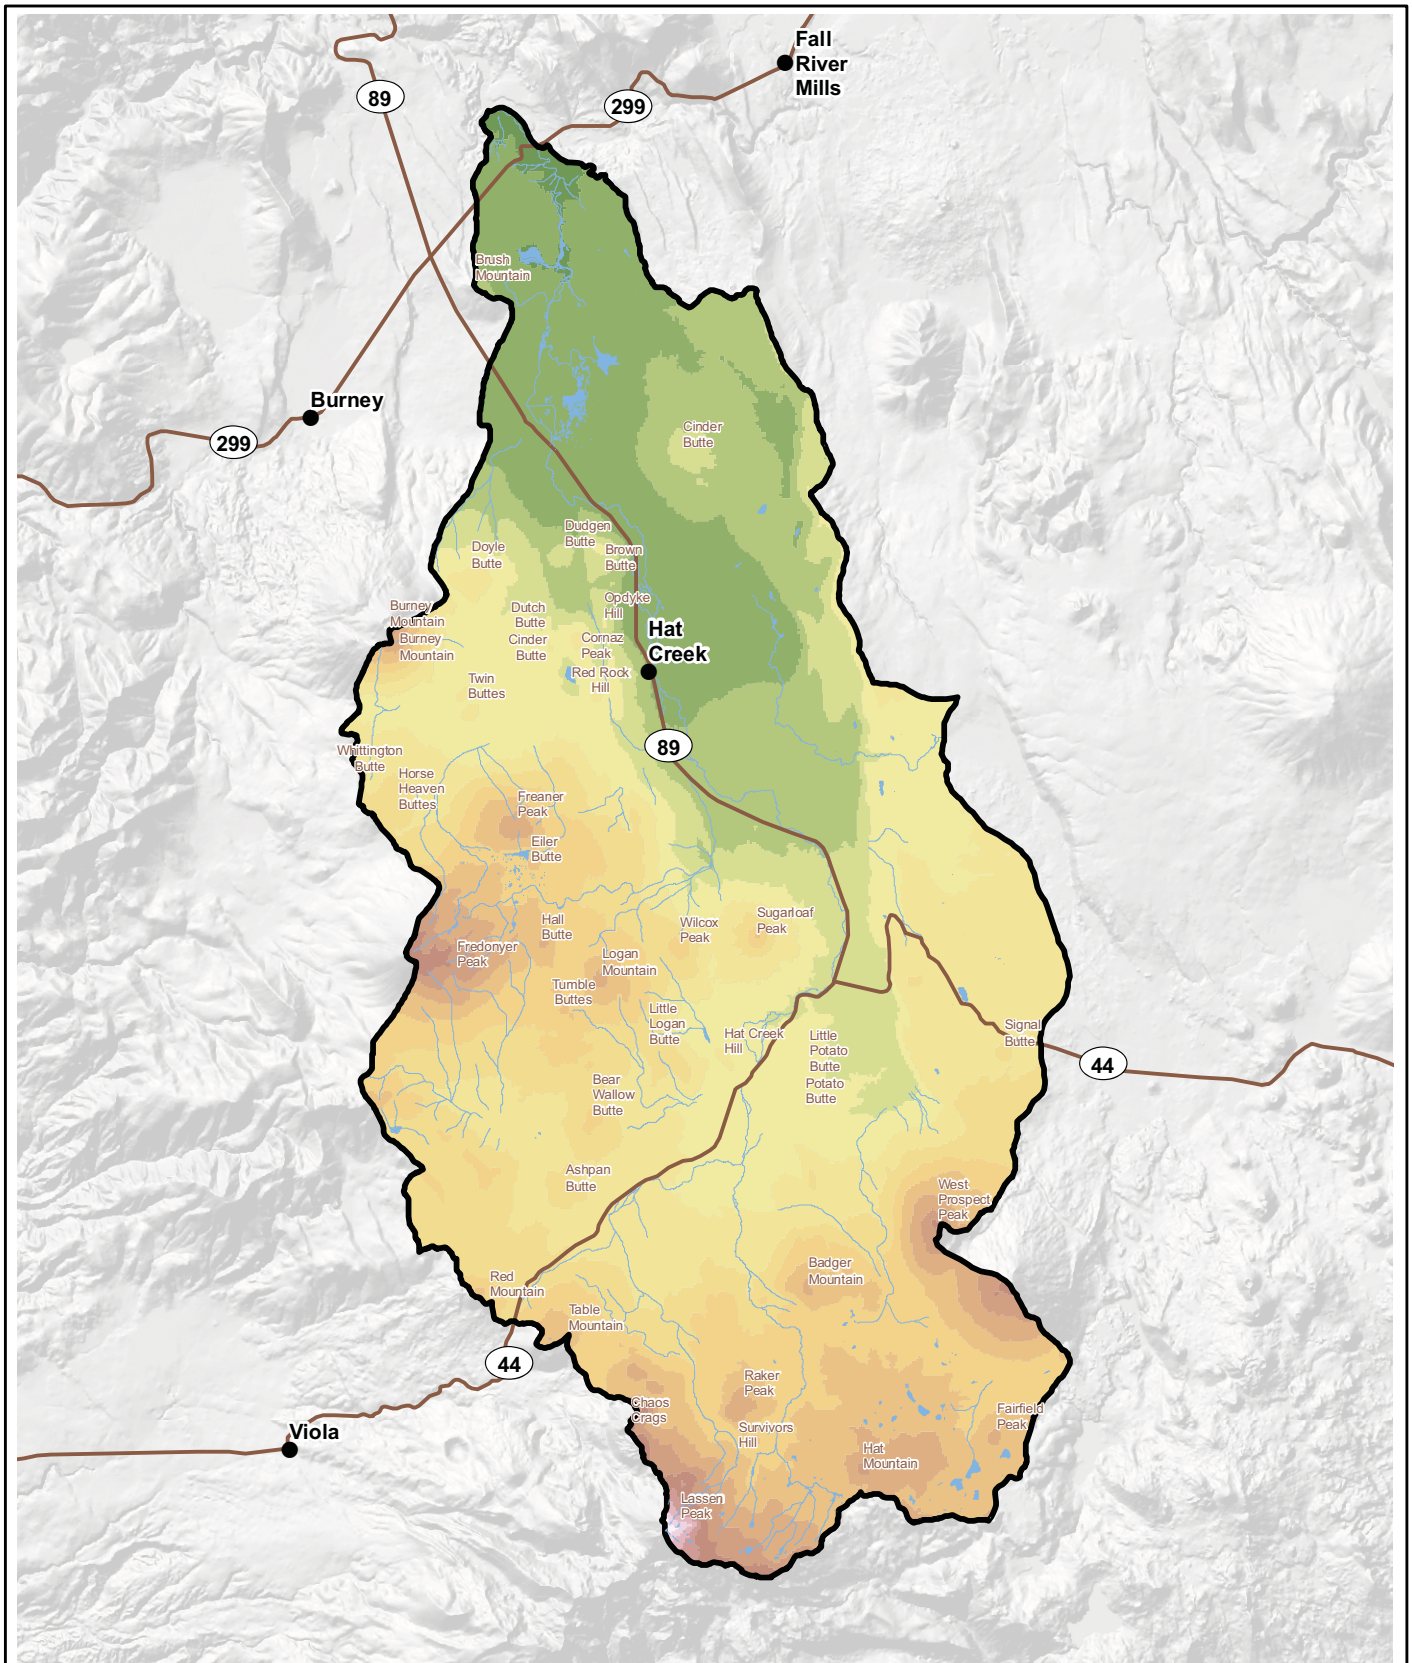 Fall
River
Mills
89
299
Brush
Mountain
Burney
299
Cinder
Butte
Dudgen
Butte
Brown
Butte
Doyle
Butte
Burney
Mountain
Burney
Mountain
Dutch
Butte
Cinder
Butte
Opdyke
Hill
Cornaz
Peak
Hat
Creek
Red Rock
Hill
Twin
Buttes
89
Whittington
Butte
Horse
Heaven
Buttes
Freaner
Peak
Eiler
Butte
Hall
Butte
Wilcox
Peak
Sugarloaf
Peak
Fredonyer
Peak
Logan
Mountain
Tumble
Buttes
Little
Logan
Butte
Hat Creek
Hill
Little
Potato
Butte
Potato
Butte
Signal
Butte
44
Bear
Wallow
Butte
Ashpan
Butte
West
Prospect
Peak
Badger
Mountain
Red
Mountain
Table
Mountain
44
Raker
Peak
Chaos
Crags
Survivors
Hill
Fairfield
Peak
Hat
Mountain
Viola
Lassen
Peak